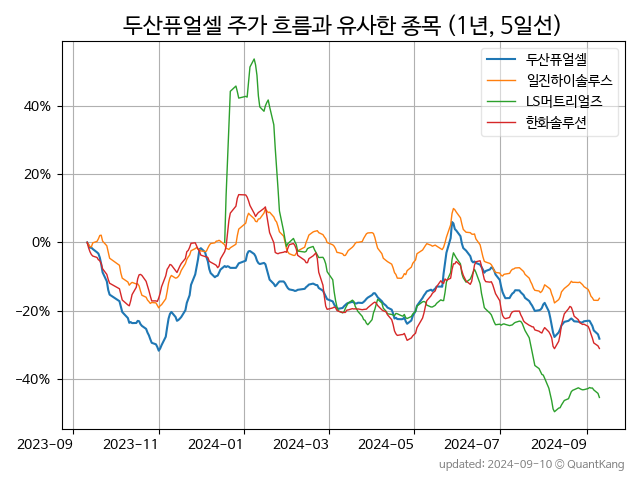 두산퓨얼셀 주가 흐름과 유사한 종목 (1년, 5일선)
두산퓨얼셀
일진하이솔루스
LS머트리얼즈
한화솔루션
40%
20%
0%
−20%
−40%
2023-09
2023-11
2024-01
2024-03
2024-05
2024-07
2024-09
updated: 2024-09-10 © QuantKang